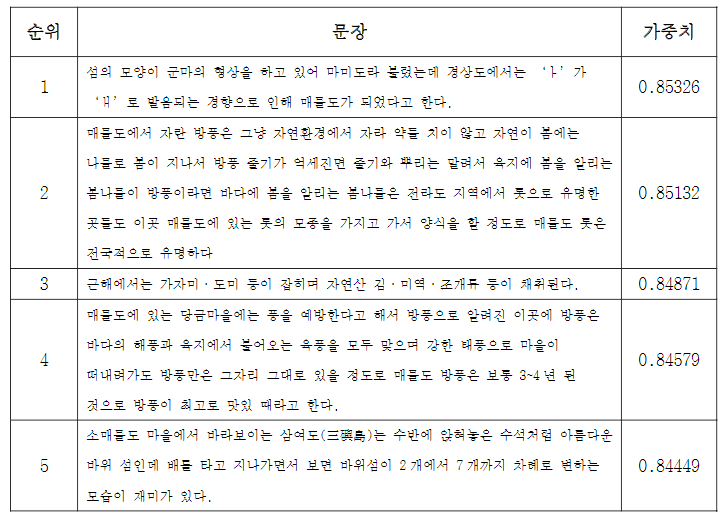 순위 문장 가중치
1 섬의 모양이 군마의 형상을 하고 있어 마미도라 불렀는데 경상도에서는 ‘ㅏ’가 0.85326
‘ㅐ’로 발음되는 경향으로 인해 매물도가 되었다고 한다.
2 매물도에서 자란 방풍은 그냥 자연환경에서 자라 약을 치이 않고 자연이 봄에는 0.85132
나물로 봄이 지나서 방풍 줄기가 억세진면 줄기와 뿌리는 말려서 육지에 봄을 알리는
봄나물이 방풍이라면 바다에 봄을 알리는 봄나물은 전라도 지역에서 톳으로 유명한
곳들도 이곳 매물도에 있는 톳의 모종을 가지고 가서 양식을 할 정도로 매물도 톳은
전국적으로 유명하다
3 근해에서는 가자미·도미 등이 잡히며 자연산 김·미역·조개류 등이 채취된다. 0.84871
4 매물도에 있는 당금마을에는 풍을 예방한다고 해서 방풍으로 알려진 이곳에 방풍은 0.84579
바다의 해풍과 육지에서 불어오는 육풍을 모두 맞으며 강한 태풍으로 마을이
떠내려가도 방풍만은 그자리 그대로 있을 정도로 매물도 방풍은 보통 3~4년 된
것으로 방풍이 최고로 맛있 때라고 한다.
5 소매물도 마을에서 바라보이는 삼여도(三礖島)는 수반에 앉혀놓은 수석처럼 아름다운 0.84449
바위 섬인데 배를 타고 지나가면서 보면 바위섬이 2개에서 7개까지 차례로 변하는
모습이 재미가 있다.